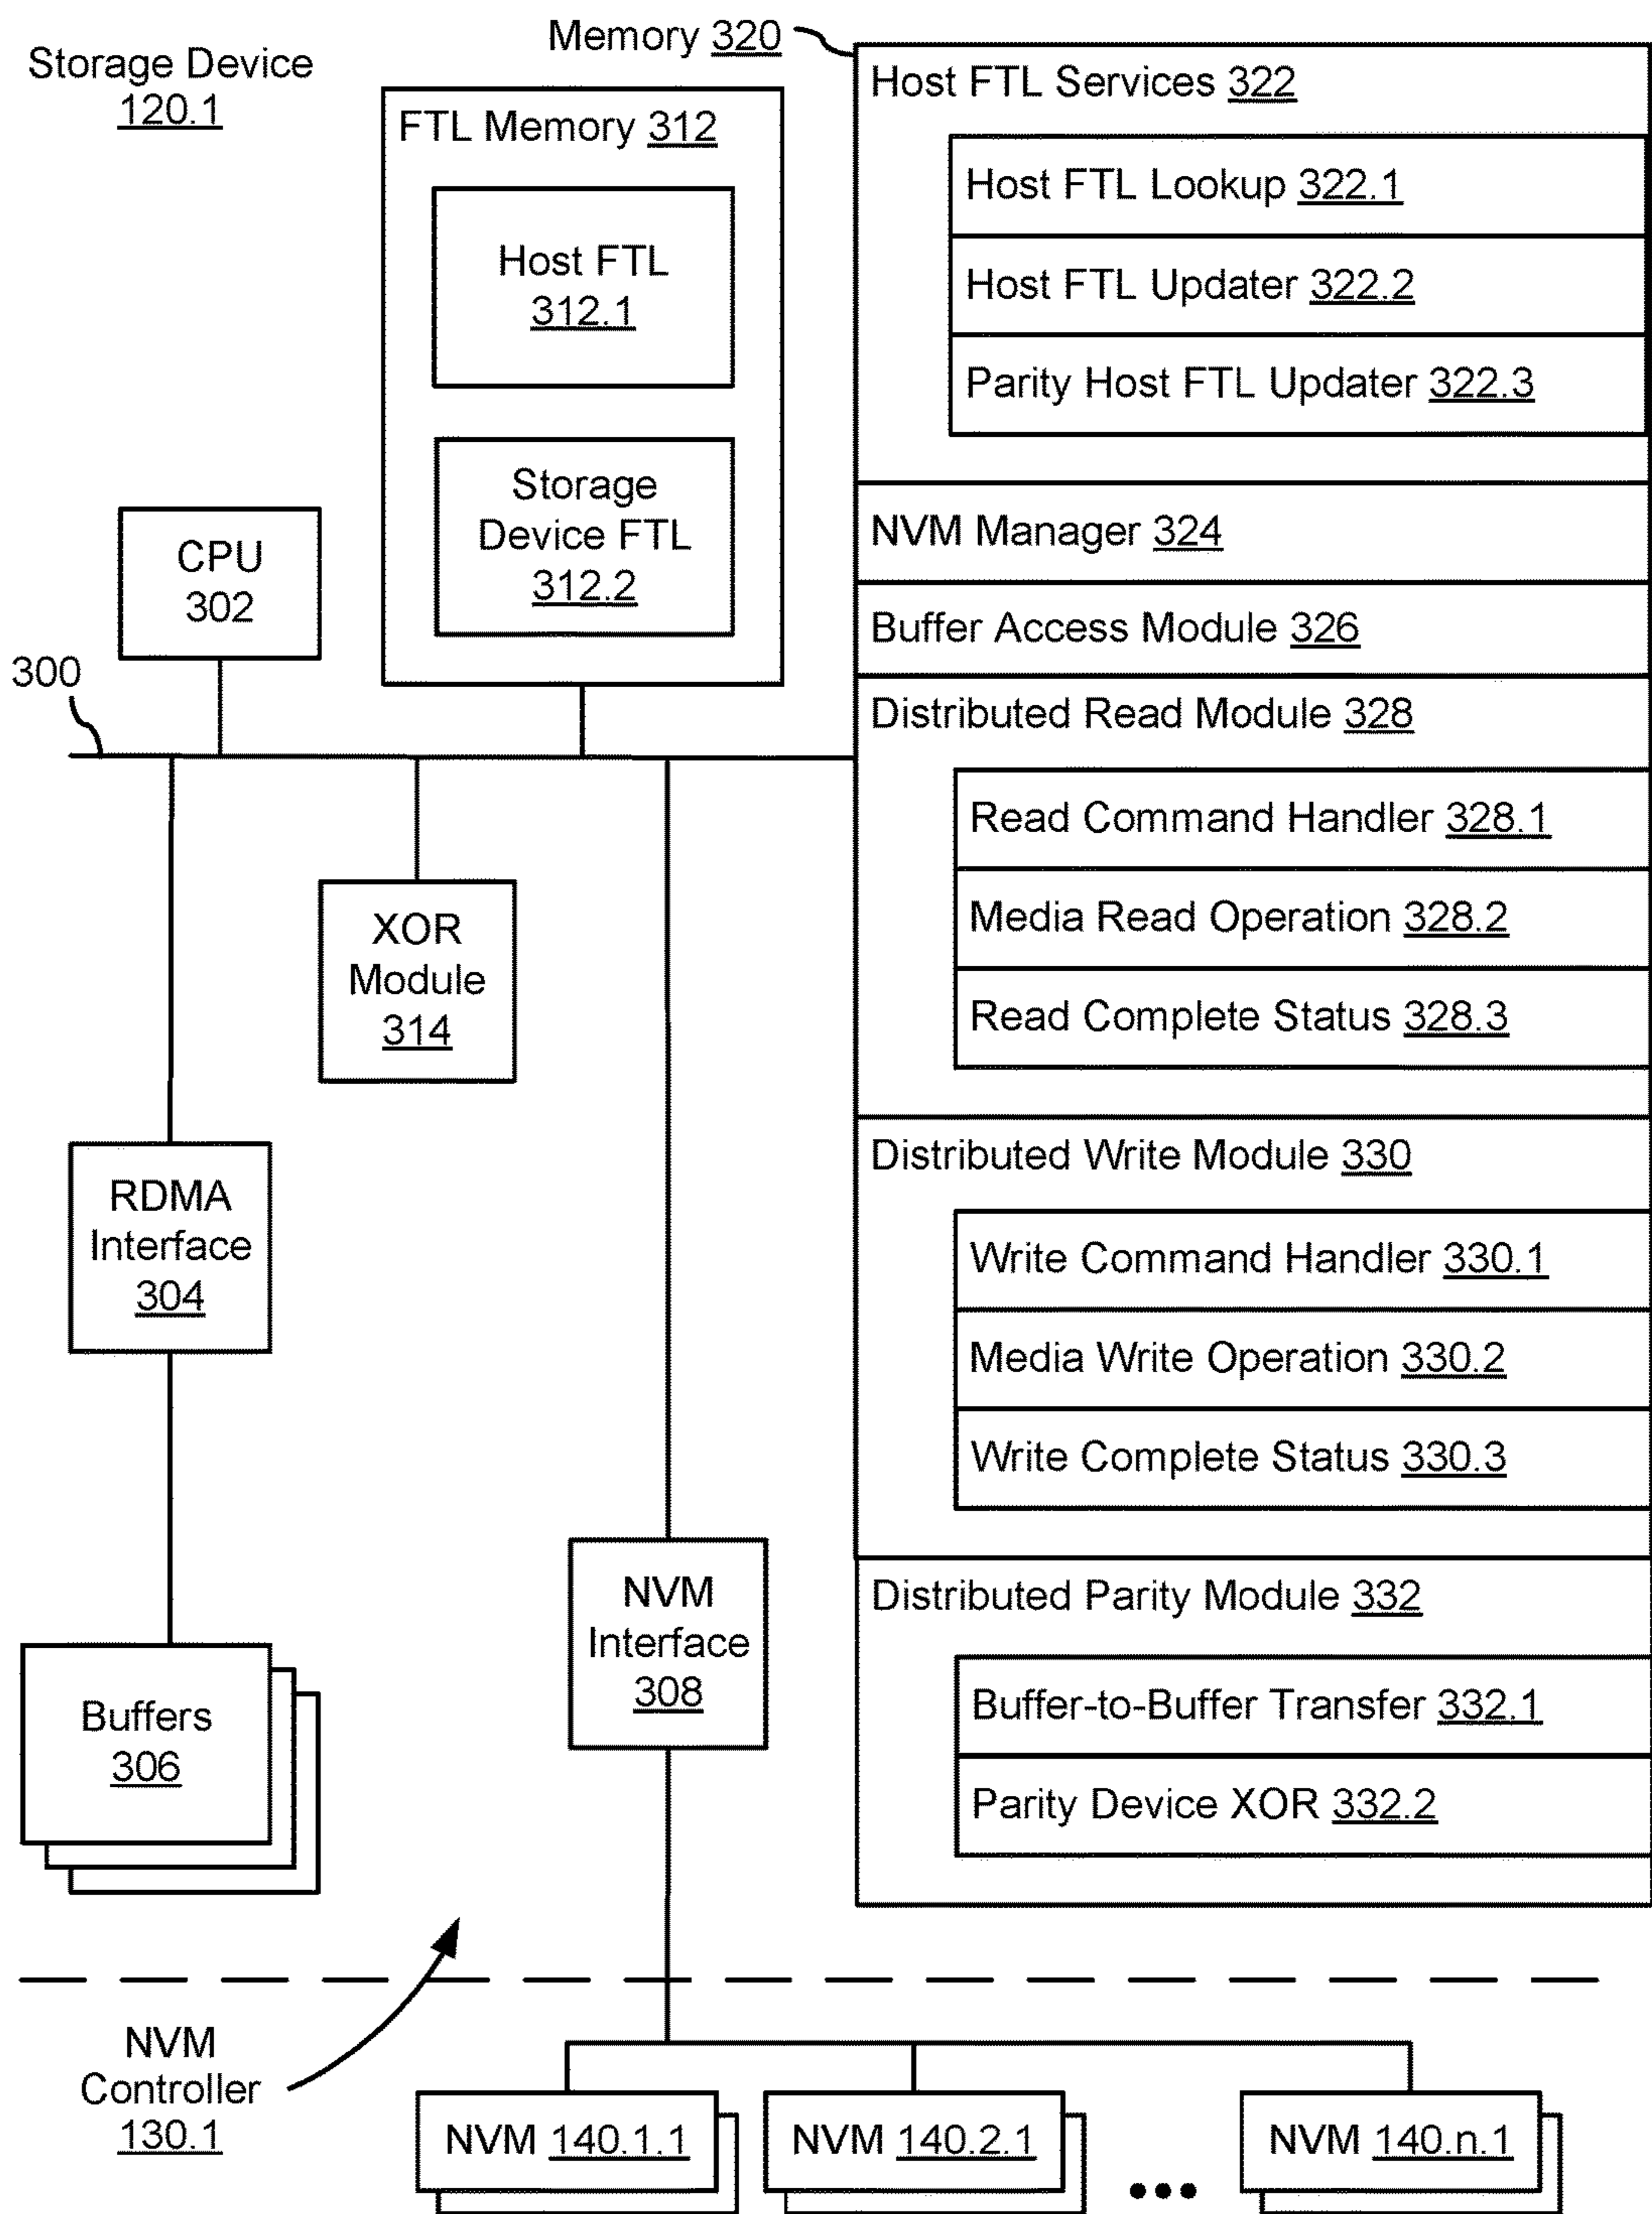 Memory 320
Storage Device
120.1
FTL Memory 312
Host FTL
312.1
Storage
Device FTL
312.2
CPU
302
300
XOR
Module
314
RDMA
Interface
304
Buffers
306
NVM
Interface
308
Host FTL Services 322
Host FTL Lookup 322.1
Host FTL Updater 322.2
Parity Host FTL Updater 322.3
NVM Manager 324
Buffer Access Module 326
Distributed Read Module 328
Read Command Handler 328.1
Media Read Operation 328.2
Read Complete Status 328.3
Distributed Write Module 330
Write Command Handler 330.1
Media Write Operation 330.2
Write Complete Status 330.3
Distributed Parity Module 332
Buffer-to-Buffer Transfer 332.1
Parity Device XOR 332.2
NVM
Controller
130.1
NVM 140.1.1
NVM 140.2.1
•••
NVM 140.n.1